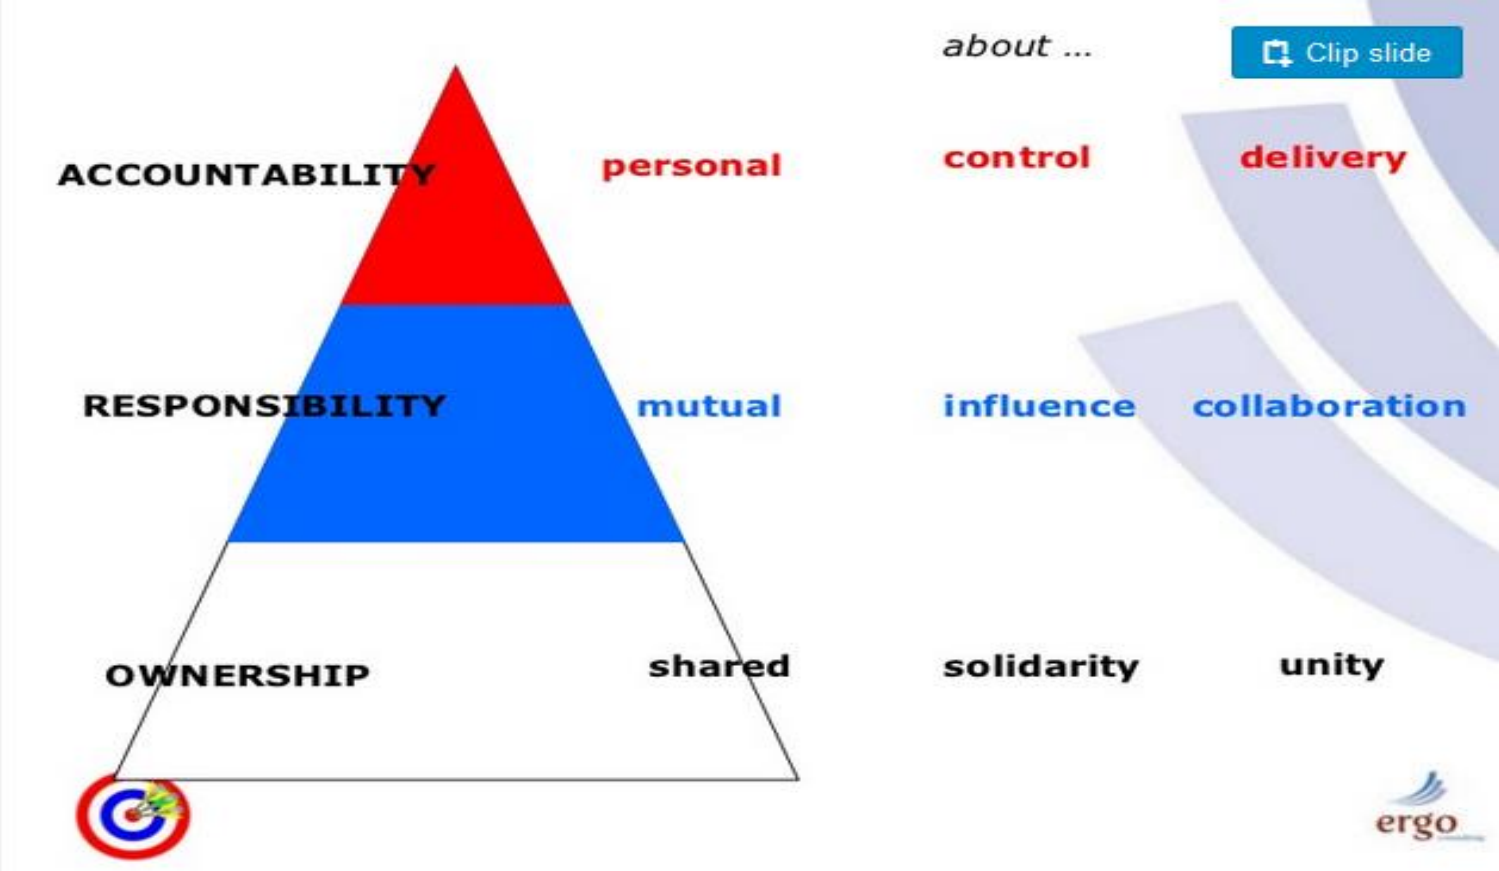 about ...
Clip slide
ACCOUNTABILITY personal control delivery
RESPONSIBILITY mutual influence collaboration
OWNERSHIP shared solidarity unity
ergo